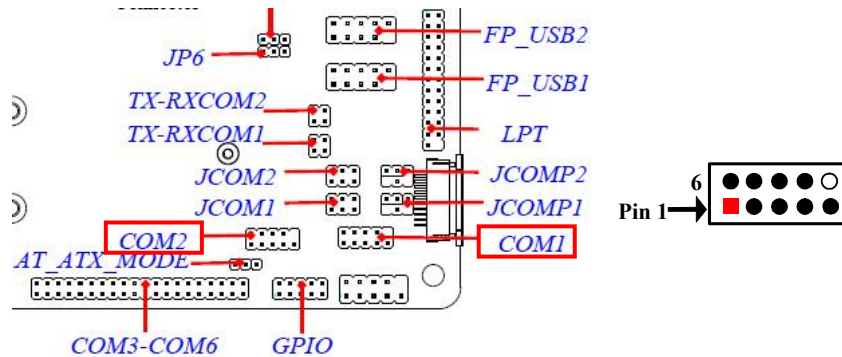 FP_USB2
JP6
FP_USB1
TX-RXCOM2
TX-RXCOM1
LPT
JCOM2
JCOMP2
JCOM1
JCOMP1
COM2
COM1
AT_ATX_MODE
COM3-COM6
GPIO
6
Pin 1